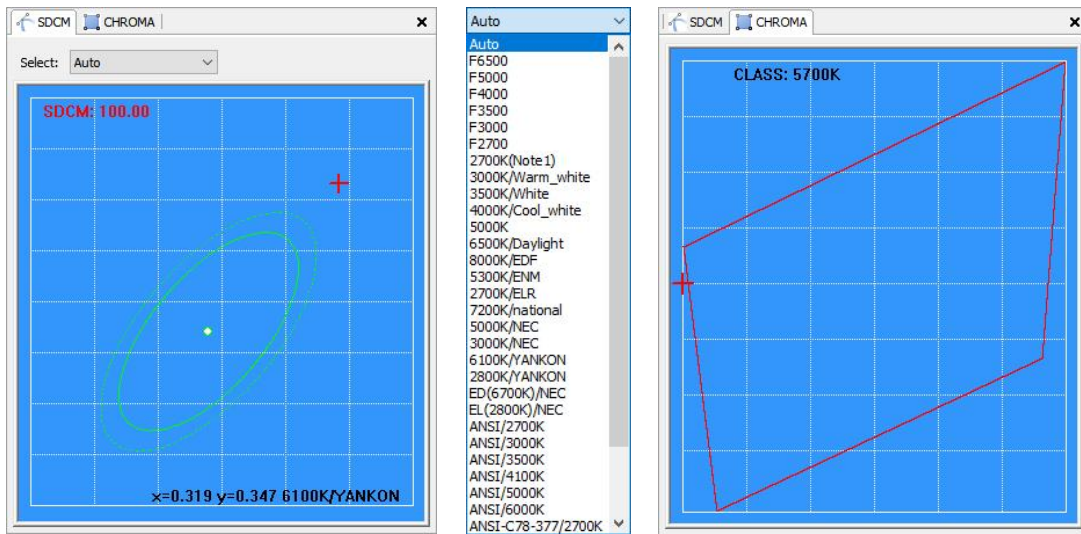 SDCM CHROMA
Select: Auto
SDCM: 100.00
x=0.319 y=0.347 6100K/YANKON
Auto
Auto
F6500
F5000
F4000
F3500
F3000
F2700
2700K(Note1)
3000K/Warm_white
3500K/White
4000K/Cool_white
5000K
6500K/Daylight
8000K/EDF
5300K/ENM
2700K/ELR
7200K/national
5000K/NEC
3000K/NEC
6100K/YANKON
2800K/YANKON
ED(6700K)/NEC
EL(2800K)/NEC
ANSI/2700K
ANSI/3000K
ANSI/3500K
ANSI/4100K
ANSI/5000K
ANSI/6000K
ANSI-C78-377/2700K
SDCM CHROMA
CLASS: 5700K